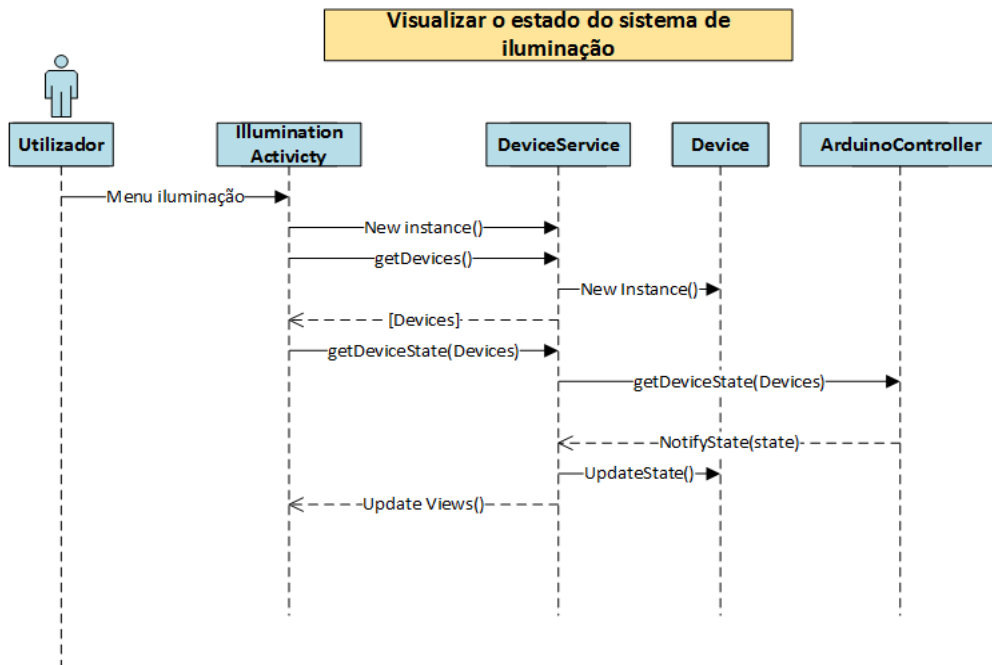 Visualizar o estado do sistema de
iluminação
Utilizador
Illumination
Activicty
DeviceService
Device
ArduinoController
Menu iluminação
New instance()
getDevices()
New Instance()
[Devices]
getDeviceState(Devices)
getDeviceState(Devices)
NotifyState(state)
UpdateState()
Update Views()